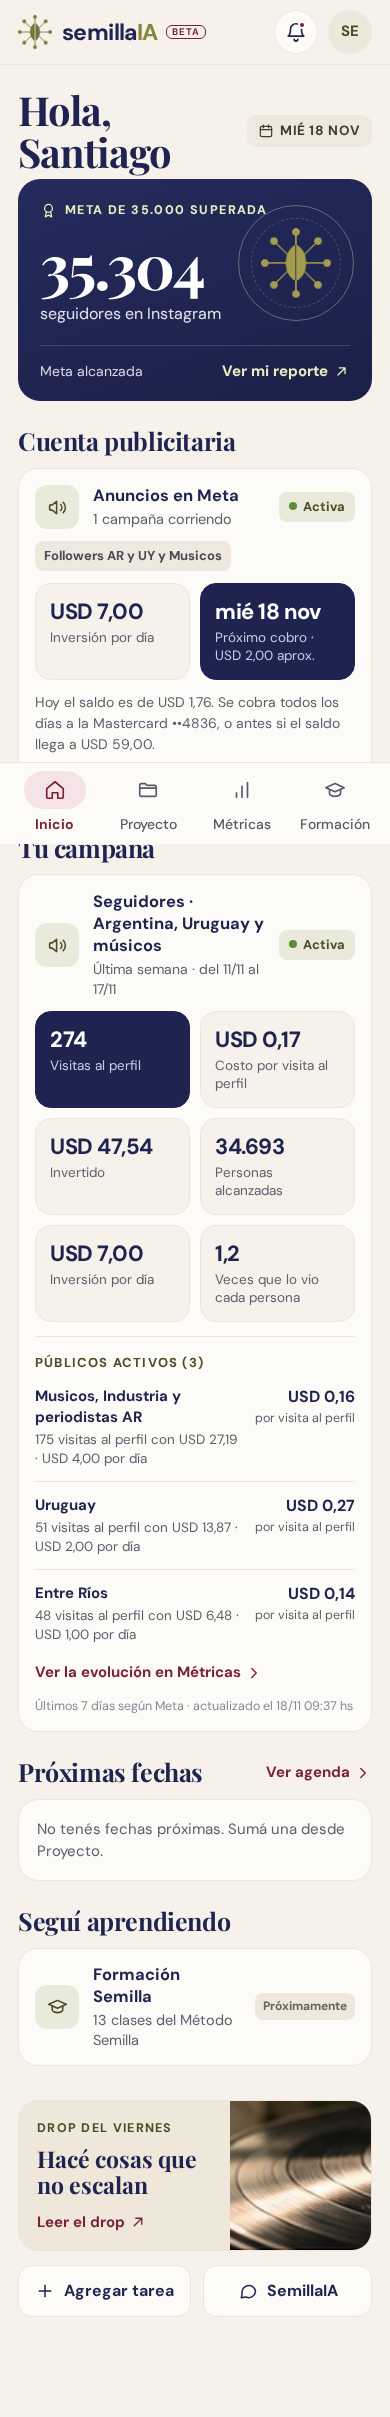 semillaIA BETA
SE
Hola,
Santiago
MIÉ 18 NOV
META DE 35.000 SUPERADA
35.304
seguidores en Instagram
Meta alcanzada
Ver mi reporte
Cuenta publicitaria
Anuncios en Meta
1 campaña corriendo
Activa
Followers AR y UY y Musicos
USD 7,00
Inversión por día
mié 18 nov
Próximo cobro ·
USD 2,00 aprox.
Hoy el saldo es de USD 1,76. Se cobra todos los
días a la Mastercard ••4836, o antes si el saldo
llega a USD 59,00.
Inicio
Proyecto
Métricas
Formación
Tu campaña
Seguidores ·
Argentina, Uruguay y
músicos
Última semana · del 11/11 al
17/11
Activa
274
Visitas al perfil
USD 0,17
Costo por visita al
perfil
USD 47,54
Invertido
34.693
Personas
alcanzadas
USD 7,00
Inversión por día
1,2
Veces que lo vio
cada persona
PÚBLICOS ACTIVOS (3)
Musicos, Industria y
periodistas AR
175 visitas al perfil con USD 27,19
· USD 4,00 por día
USD 0,16
por visita al perfil
Uruguay
51 visitas al perfil con USD 13,87 ·
USD 2,00 por día
USD 0,27
por visita al perfil
Entre Ríos
48 visitas al perfil con USD 6,48 ·
USD 1,00 por día
USD 0,14
por visita al perfil
Ver la evolución en Métricas
Últimos 7 días según Meta · actualizado el 18/11 09:37 hs
Próximas fechas
Ver agenda
No tenés fechas próximas. Sumá una desde
Proyecto.
Seguí aprendiendo
Formación
Semilla
13 clases del Método
Semilla
Próximamente
DROP DEL VIERNES
Hacé cosas que
no escalan
Leer el drop
Agregar tarea
SemillaIA